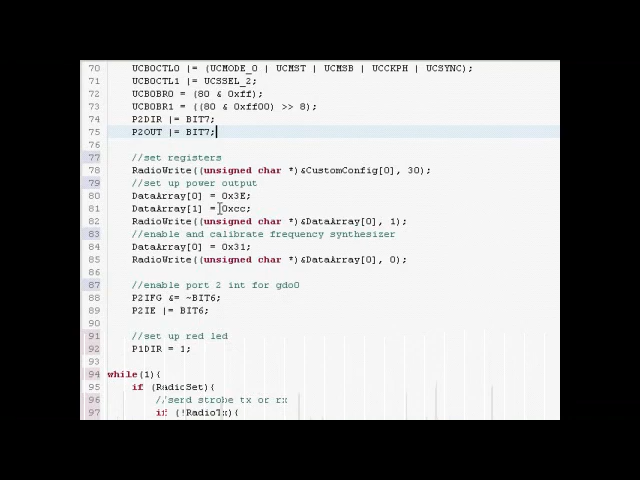 70 UCB0CTL0 |= (UCMODE_0 | UCMST | UCMSB | UCCKPH | UCSYNC);
71 UCB0CTL1 |= UCSSEL_2;
72 UCB0BR0 = (80 & 0xff);
73 UCB0BR1 = ((80 & 0xff00) >> 8);
74 P2DIR |= BIT7;
75 P2OUT |= BIT7;
77 //set registers
78 RadioWrite((unsigned char *)&CustomConfig[0], 30);
79 //set up power output
80 DataArray[0] = 0x3E;
81 DataArray[1] = 0xcc;
82 RadioWrite((unsigned char *)&DataArray[0], 1);
83 //enable and calibrate frequency synthesizer
84 DataArray[0] = 0x31;
85 RadioWrite((unsigned char *)&DataArray[0], 0);
87 //enable port 2 int for gdo0
88 P2IFG &= ~BIT6;
89 P2IE |= BIT6;
91 //set up red led
92 P1DIR = 1;
94 while(1){
95 if (RadioSet){
96 //send strobe tx or rx
97 if (!RadioTx){